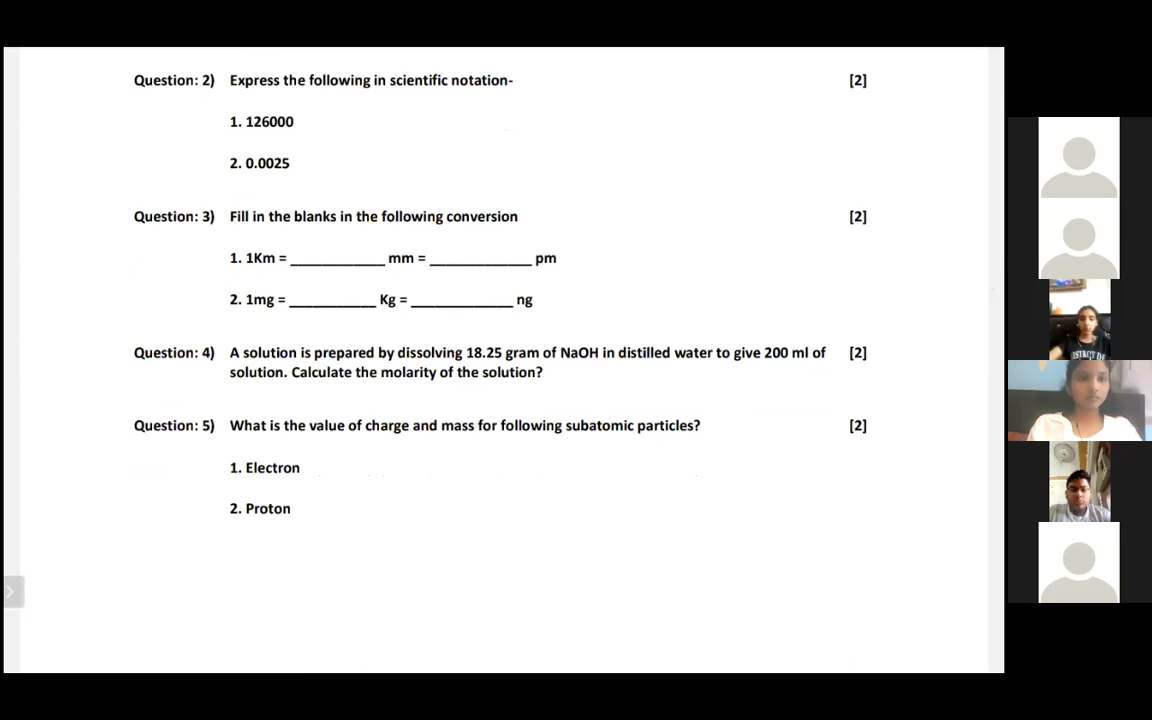 Question: 2) Express the following in scientific notation- [2]
1. 126000
2. 0.0025
Question: 3) Fill in the blanks in the following conversion [2]
1. 1Km = ____________ mm = _____________ pm
2. 1mg = ___________ Kg = _____________ ng
Question: 4) A solution is prepared by dissolving 18.25 gram of NaOH in distilled water to give 200 ml of [2]
solution. Calculate the molarity of the solution?
Question: 5) What is the value of charge and mass for following subatomic particles? [2]
1. Electron
2. Proton